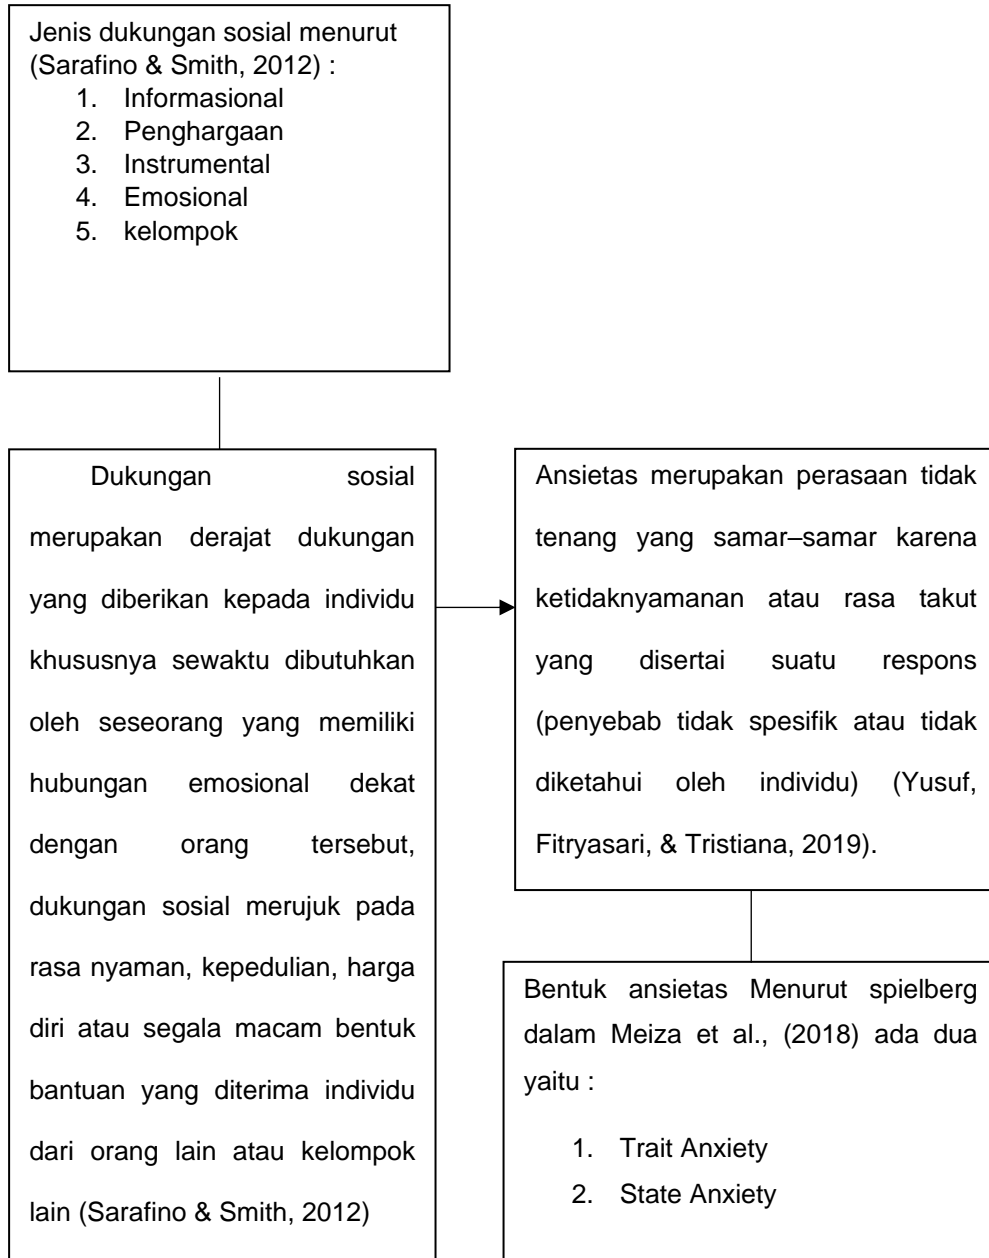 Jenis dukungan sosial menurut
(Sarafino & Smith, 2012) :
1. Informasional
2. Penghargaan
3. Instrumental
4. Emosional
5. kelompok
Dukungan sosial
merupakan derajat dukungan
yang diberikan kepada individu
khususnya sewaktu dibutuhkan
oleh seseorang yang memiliki
hubungan emosional dekat
dengan orang tersebut,
dukungan sosial merujuk pada
rasa nyaman, kepedulian, harga
diri atau segala macam bentuk
bantuan yang diterima individu
dari orang lain atau kelompok
lain (Sarafino & Smith, 2012)
Ansietas merupakan perasaan tidak
tenang yang samar–samar karena
ketidaknyamanan atau rasa takut
yang disertai suatu respons
(penyebab tidak spesifik atau tidak
diketahui oleh individu) (Yusuf,
Fitryasari, & Tristiana, 2019).
Bentuk ansietas Menurut spielberg
dalam Meiza et al., (2018) ada dua
yaitu :
1. Trait Anxiety
2. State Anxiety